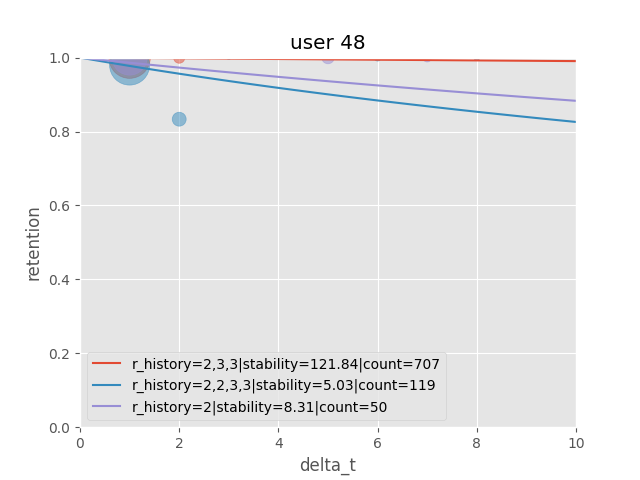 user 48
retention
1.0
0.8
0.6
0.4
0.2
0.0
r_history=2,3,3|stability=121.84|count=707
r_history=2,2,3,3|stability=5.03|count=119
r_history=2|stability=8.31|count=50
0 2 4 6 8 10
delta_t